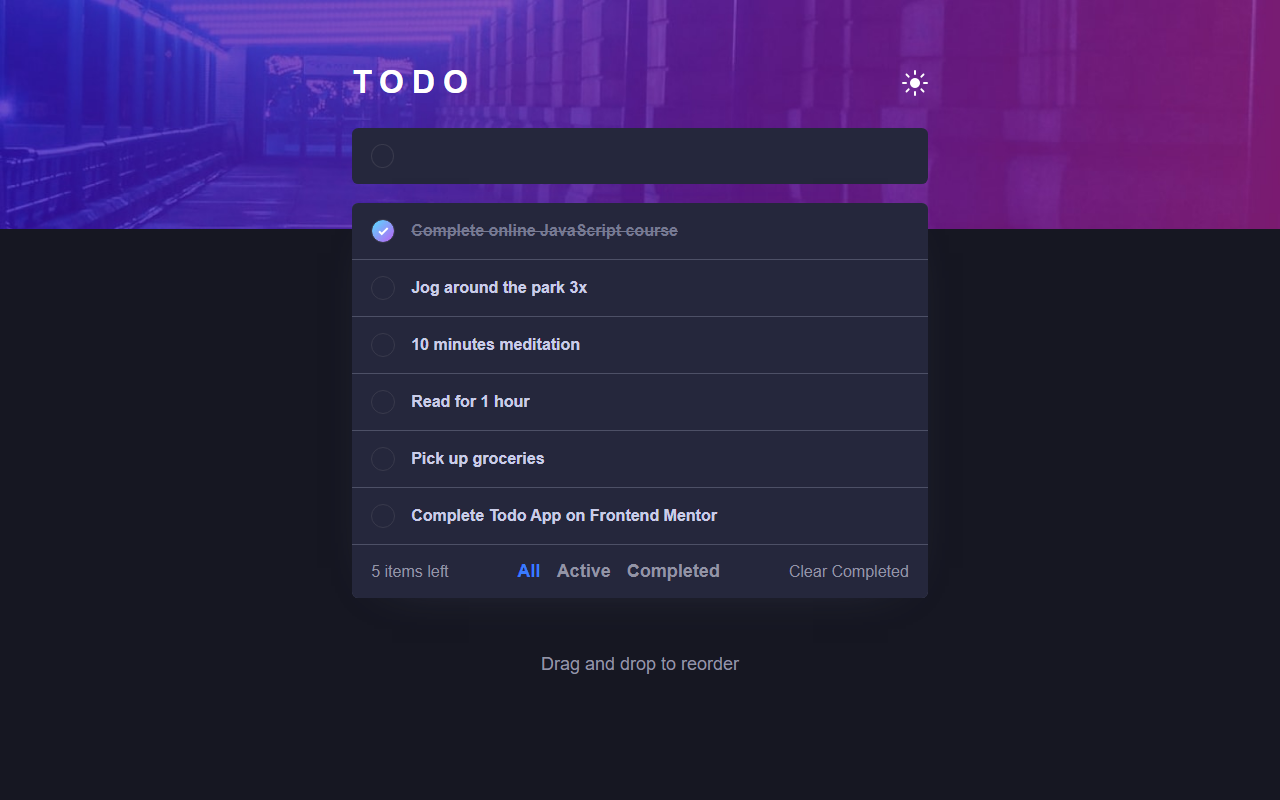 TODO
Complete online JavaScript course
Jog around the park 3x
10 minutes meditation
Read for 1 hour
Pick up groceries
Complete Todo App on Frontend Mentor
5 items left All Active Completed Clear Completed
Drag and drop to reorder